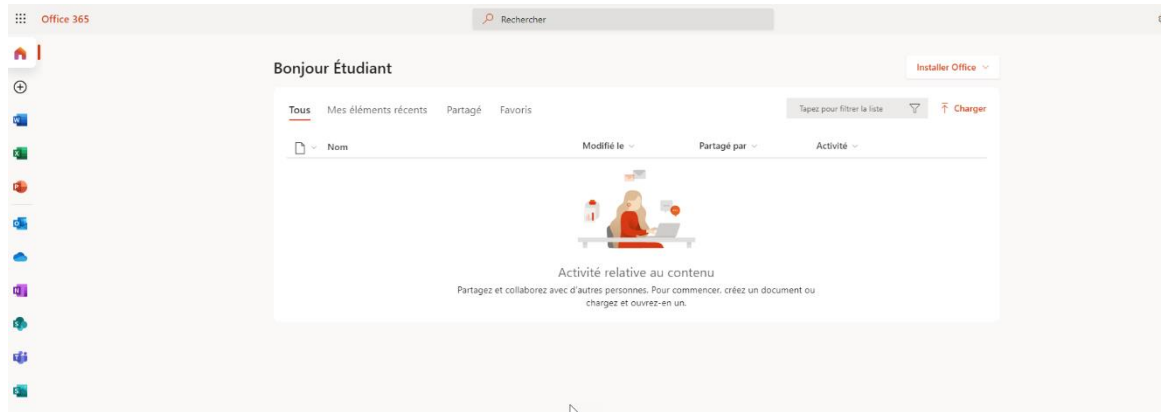 Office 365
Rechercher
Bonjour Étudiant
Installer Office
Tous Mes éléments récents Partagé Favoris
Tapez pour filtrer la liste
Charger
Nom Modifié le Partagé par Activité
Activité relative au contenu
Partagez et collaborez avec d'autres personnes. Pour commencer, créez un document ou
chargez et ouvrez-en un.